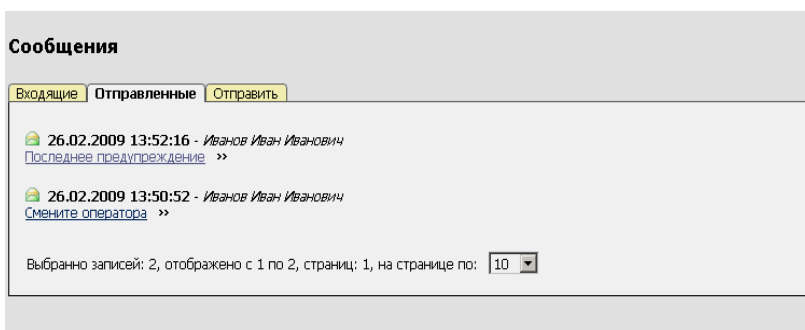 Сообщения
Входящие Отправленные Отправить
26.02.2009 13:52:16 - Иванов Иван Иванович
Последнее предупреждение >>
26.02.2009 13:50:52 - Иванов Иван Иванович
Смените оператора >>
Выбранно записей: 2, отображено с 1 по 2, страниц: 1, на странице по: 10